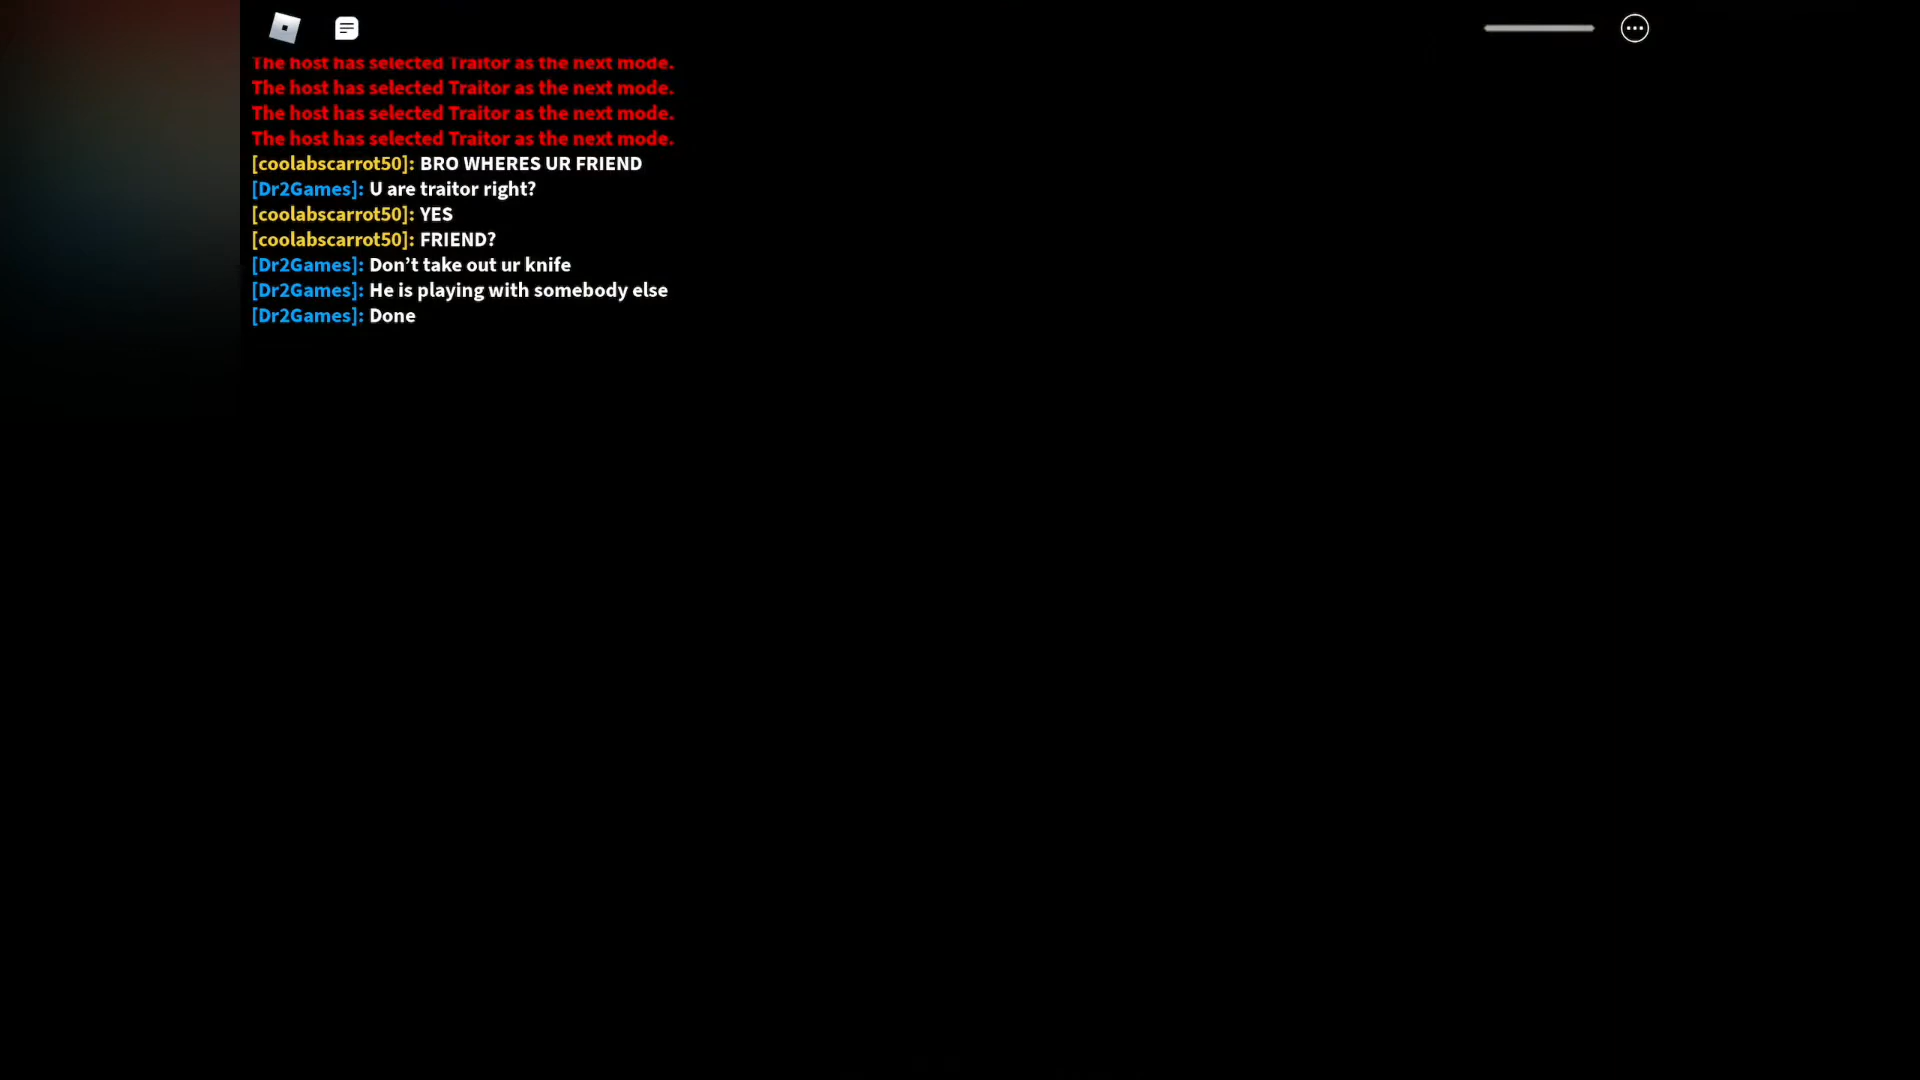 The host has selected Traitor as the next mode.
The host has selected Traitor as the next mode.
The host has selected Traitor as the next mode.
The host has selected Traitor as the next mode.
[coolabscarrot50]: BRO WHERES UR FRIEND
[Dr2Games]: U are traitor right?
[coolabscarrot50]: YES
[coolabscarrot50]: FRIEND?
[Dr2Games]: Don’t take out ur knife
[Dr2Games]: He is playing with somebody else
[Dr2Games]: Done